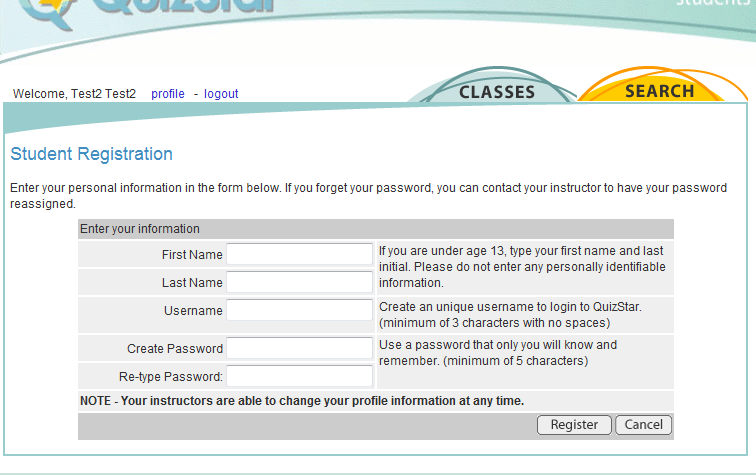 QuizStar
students
Welcome, Test2 Test2 profile - logout
CLASSES
SEARCH
Student Registration
Enter your personal information in the form below. If you forget your password, you can contact your instructor to have your password
reassigned.
Enter your information
First Name
If you are under age 13, type your first name and last
initial. Please do not enter any personally identifiable
information.
Last Name
Username
Create an unique username to login to QuizStar.
(minimum of 3 characters with no spaces)
Create Password
Use a password that only you will know and
remember. (minimum of 5 characters)
Re-type Password:
NOTE - Your instructors are able to change your profile information at any time.
Register
Cancel